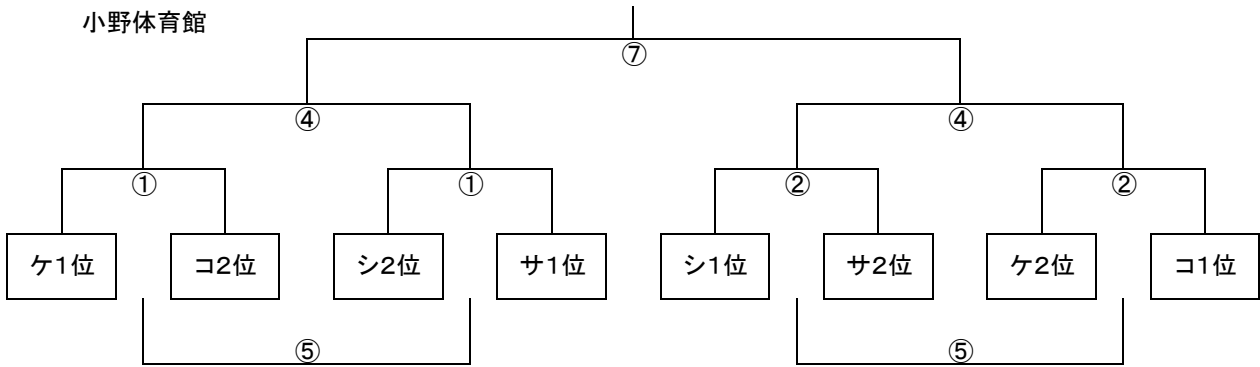 小野体育館
⑦
④ ④
① ① ② ②
ケ1位 コ2位 シ2位 サ1位 シ1位 サ2位 ケ2位 コ1位
⑤ ⑤